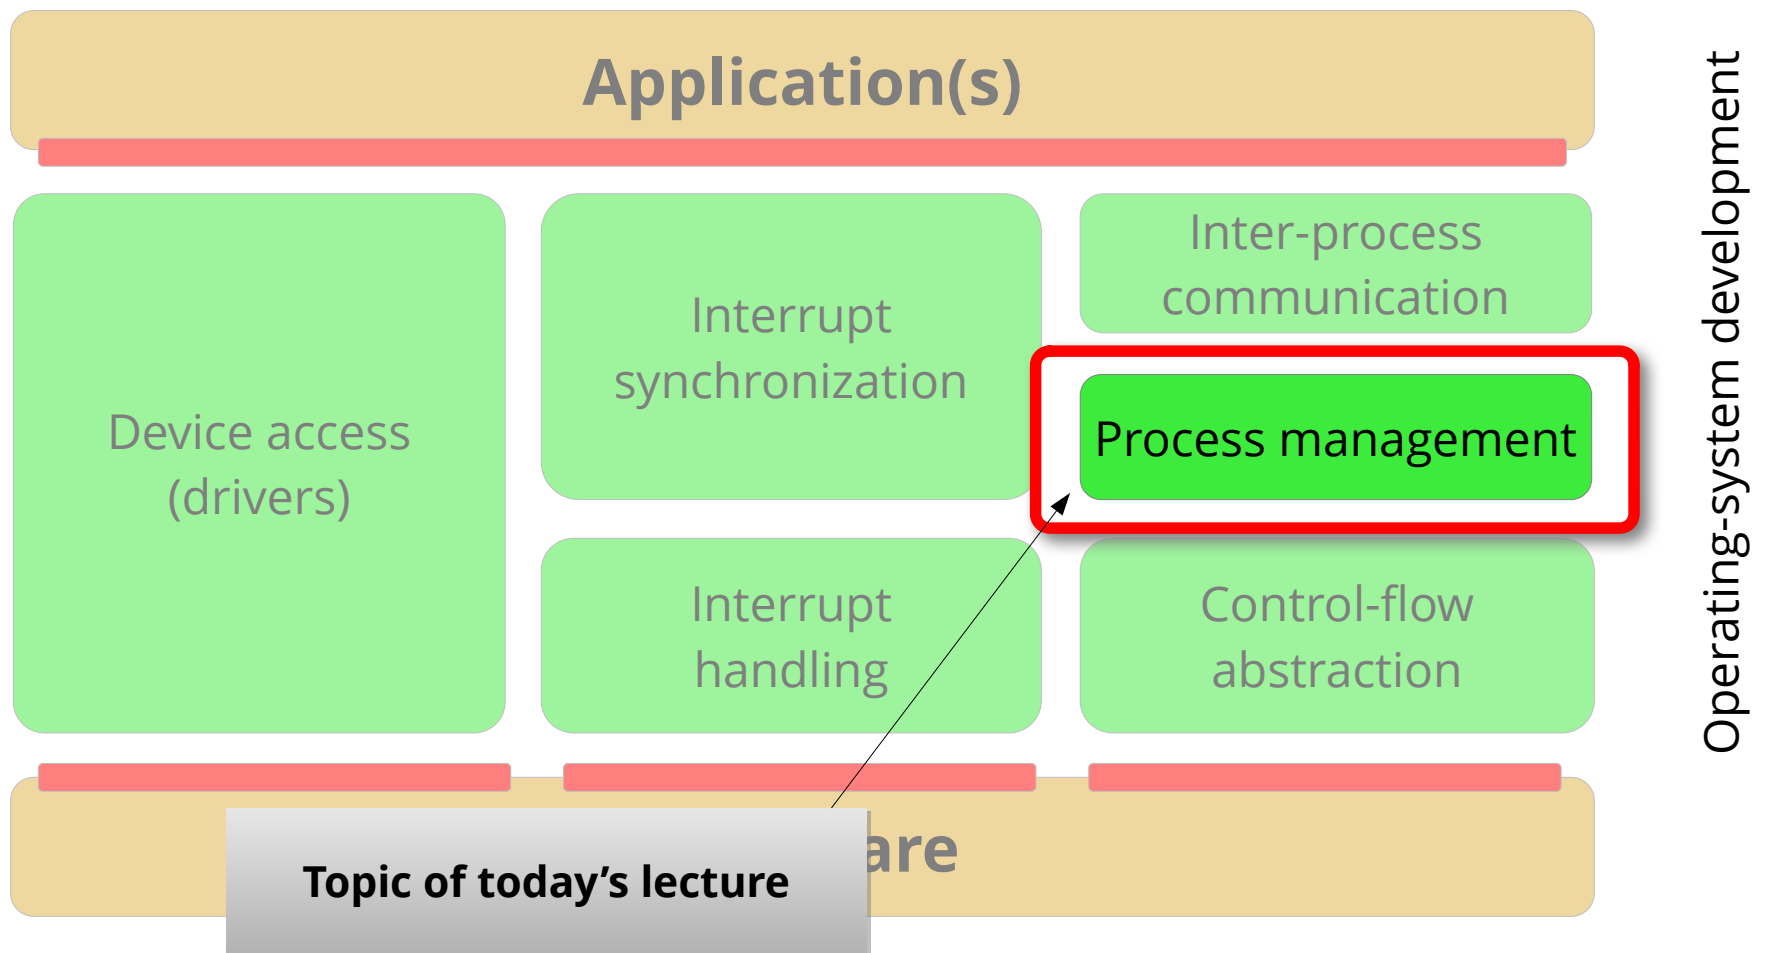 Application(s)
Device access
(drivers)
Interrupt
synchronization
Inter-process
communication
Process management
Interrupt
handling
Control-flow
abstraction
are
Topic of today’s lecture
Operating-system development